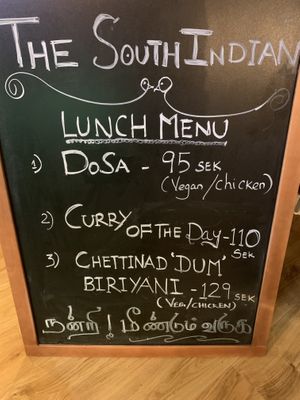 THE SOUTH INDIAN
LUNCH MENU
1) DOSA - 95 SEK
(Vegan/chicken)
2) CURRY OF THE Day-110 SEK
3) CHETTINAD 'DUM'
BIRIYANI - 129 SEK
(VEG/CHICKEN)
நன்றி! மீண்டும் வருக